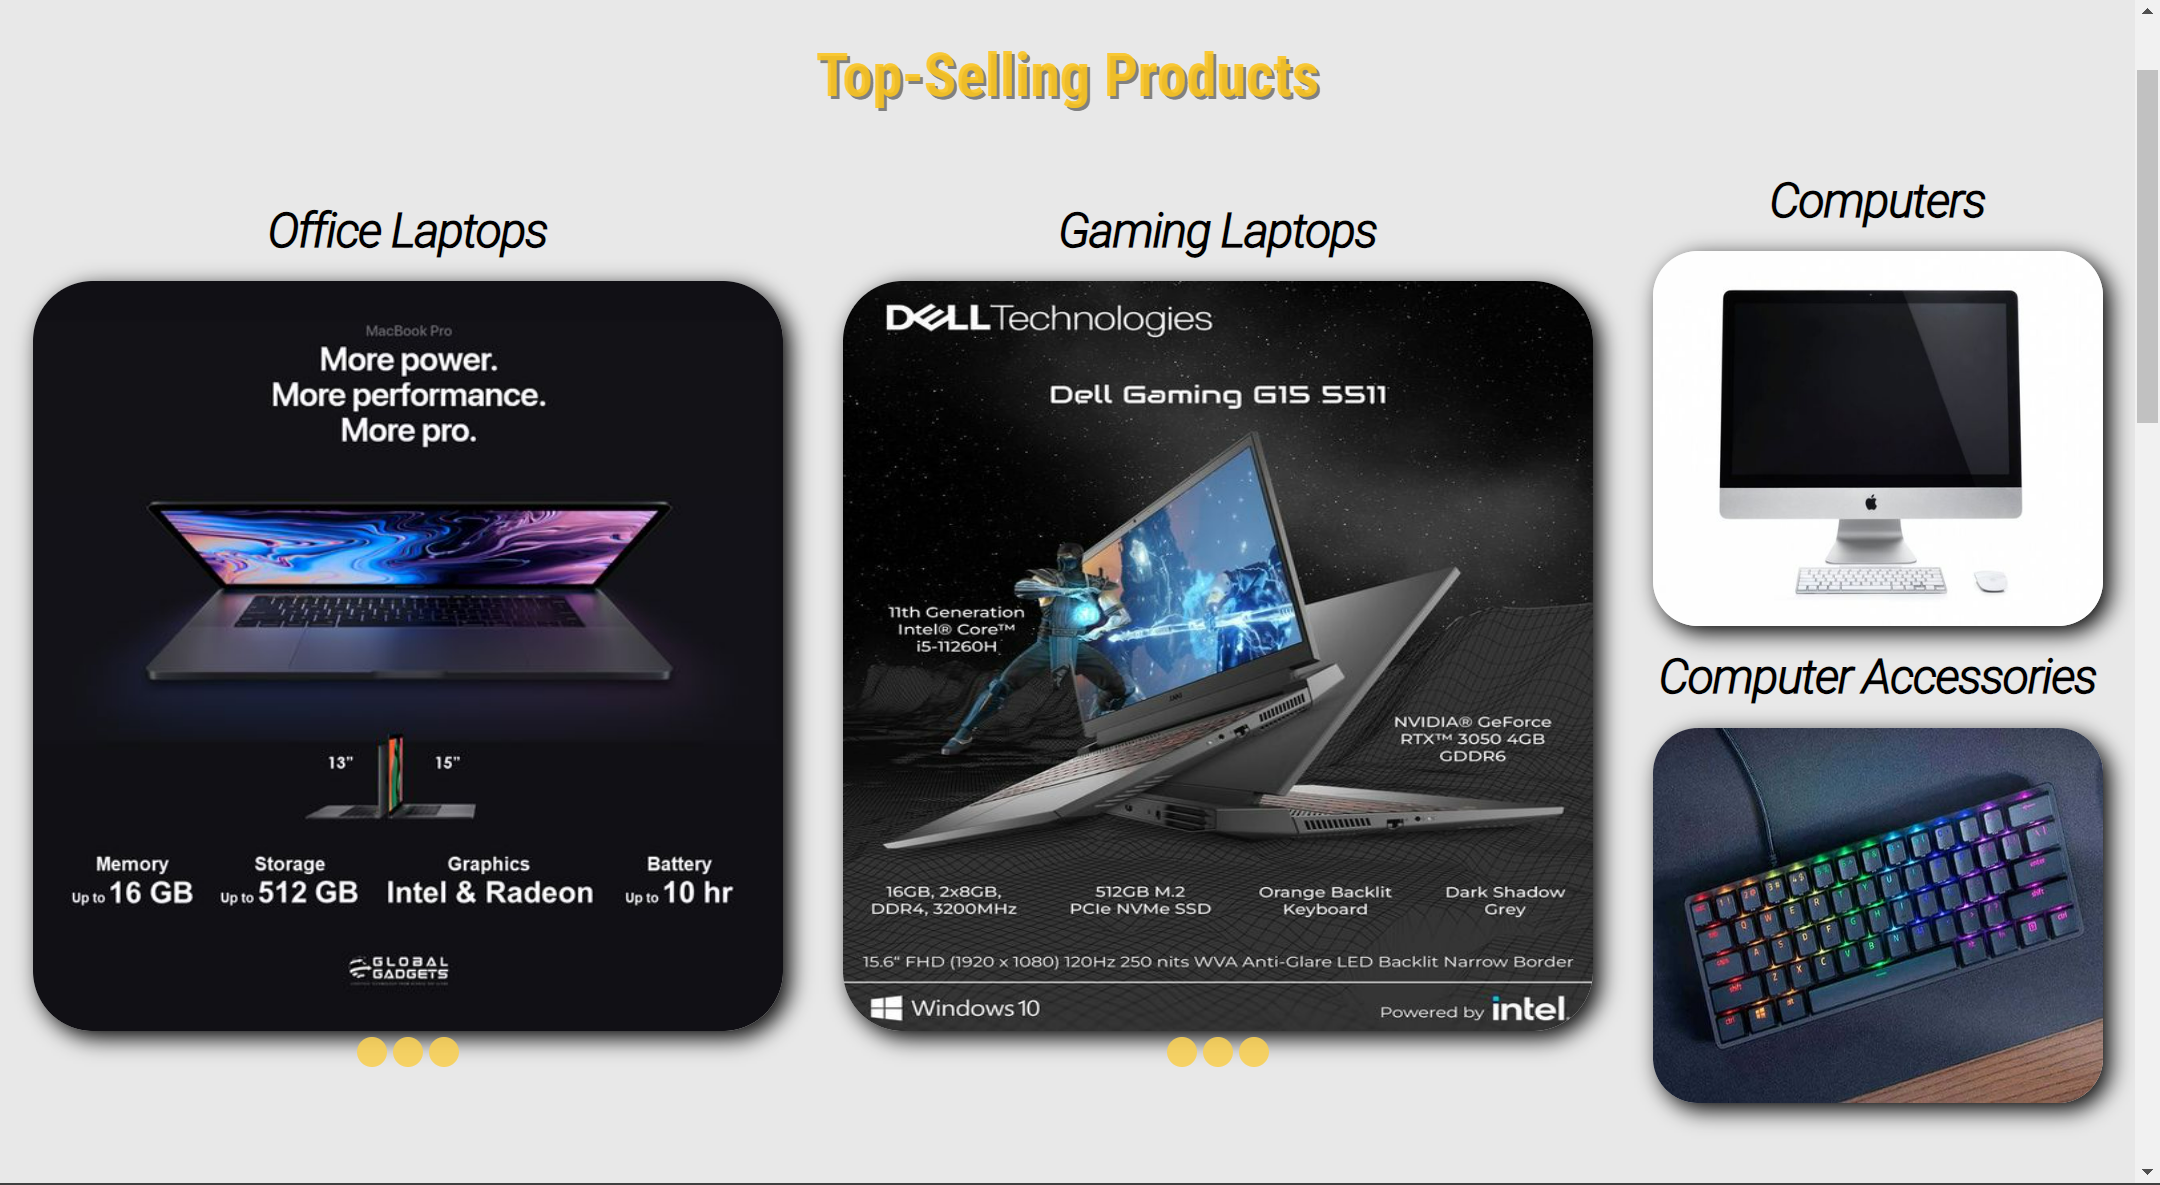 Top-Selling Products
Office Laptops
MacBook Pro
More power.
More performance.
More pro.
13"
15"
Memory
Up to 16 GB
Storage
Up to 512 GB
Graphics
Intel & Radeon
Battery
Up to 10 hr
GLOBAL
GADGETS
Gaming Laptops
DELL Technologies
Dell Gaming G15 5511
11th Generation
Intel® Core™
i5-11260H
NVIDIA® GeForce
RTX™ 3050 4GB
GDDR6
16GB, 2x8GB,
DDR4, 3200MHz
512GB M.2
PCIe NVMe SSD
Orange Backlit
Keyboard
Dark Shadow
Grey
15.6" FHD (1920 x 1080) 120Hz 250 nits WVA Anti-Glare LED Backlit Narrow Border
Windows 10
Powered by intel.
Computers
Computer Accessories